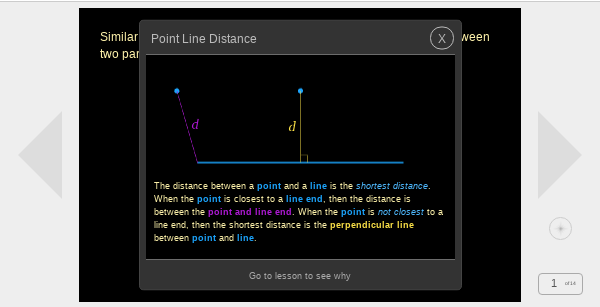 Similar
ween
two par
Point Line Distance
X
d
d
The distance between a point and a line is the shortest distance.
When the point is closest to a line end, then the distance is
between the point and line end. When the point is not closest to a
line end, then the shortest distance is the perpendicular line
between point and line.
Go to lesson to see why
1 of 14